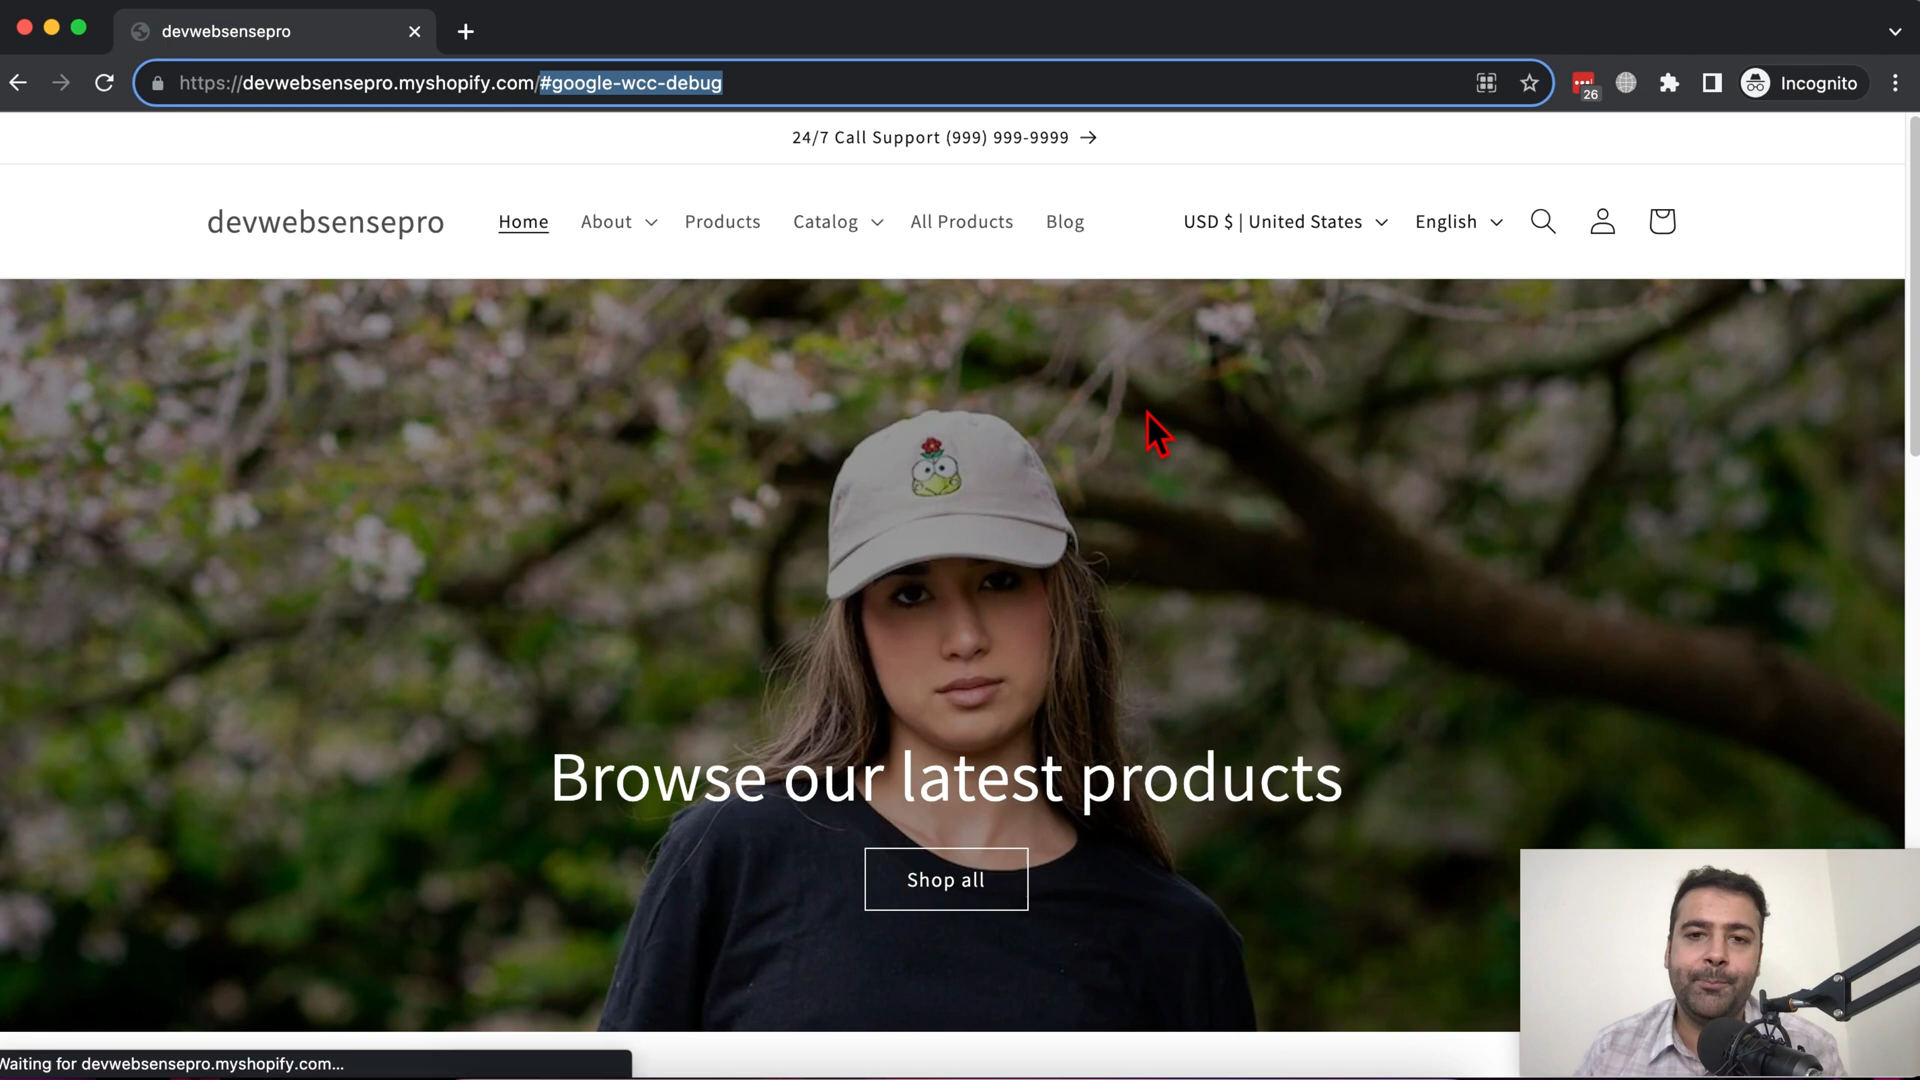 devwebsensepro
https://devwebsensepro.myshopify.com/#google-wcc-debug
26
Incognito
24/7 Call Support (999) 999-9999 →
devwebsensepro
Home
About
Products
Catalog
All Products
Blog
USD $ | United States
English
Browse our latest products
Shop all
Waiting for devwebsensepro.myshopify.com...